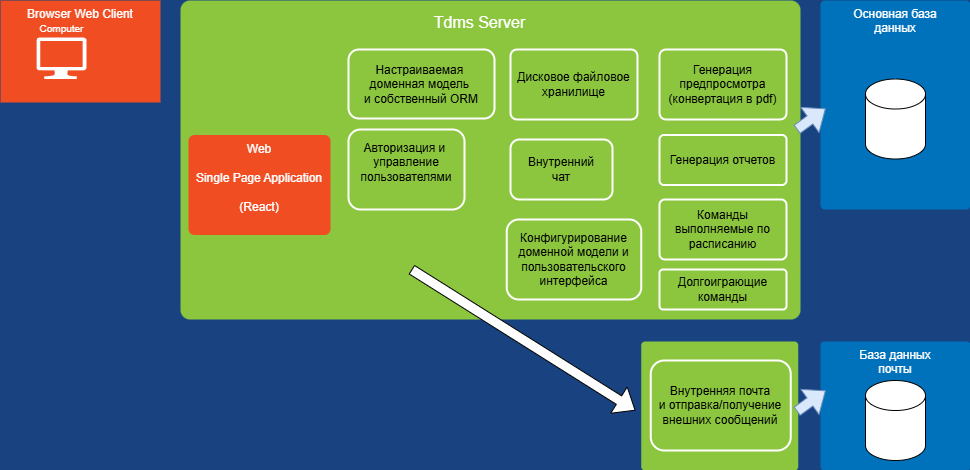 Browser Web Client
Computer
Tdms Server
Настраиваемая
доменная модель
и собственный ORM
Дисковое файловое
хранилище
Генерация
предпросмотра
(конвертация в pdf)
Основная база
данных
Web
Single Page Application
(React)
Авторизация и
управление
пользователями
Внутренний
чат
Генерация отчетов
Конфигурирование
доменной модели и
пользовательского
интерфейса
Команды
выполняемые по
расписанию
Долгоиграющие
команды
Внутренняя почта
и отправка/получение
внешних сообщений
База данных
почты